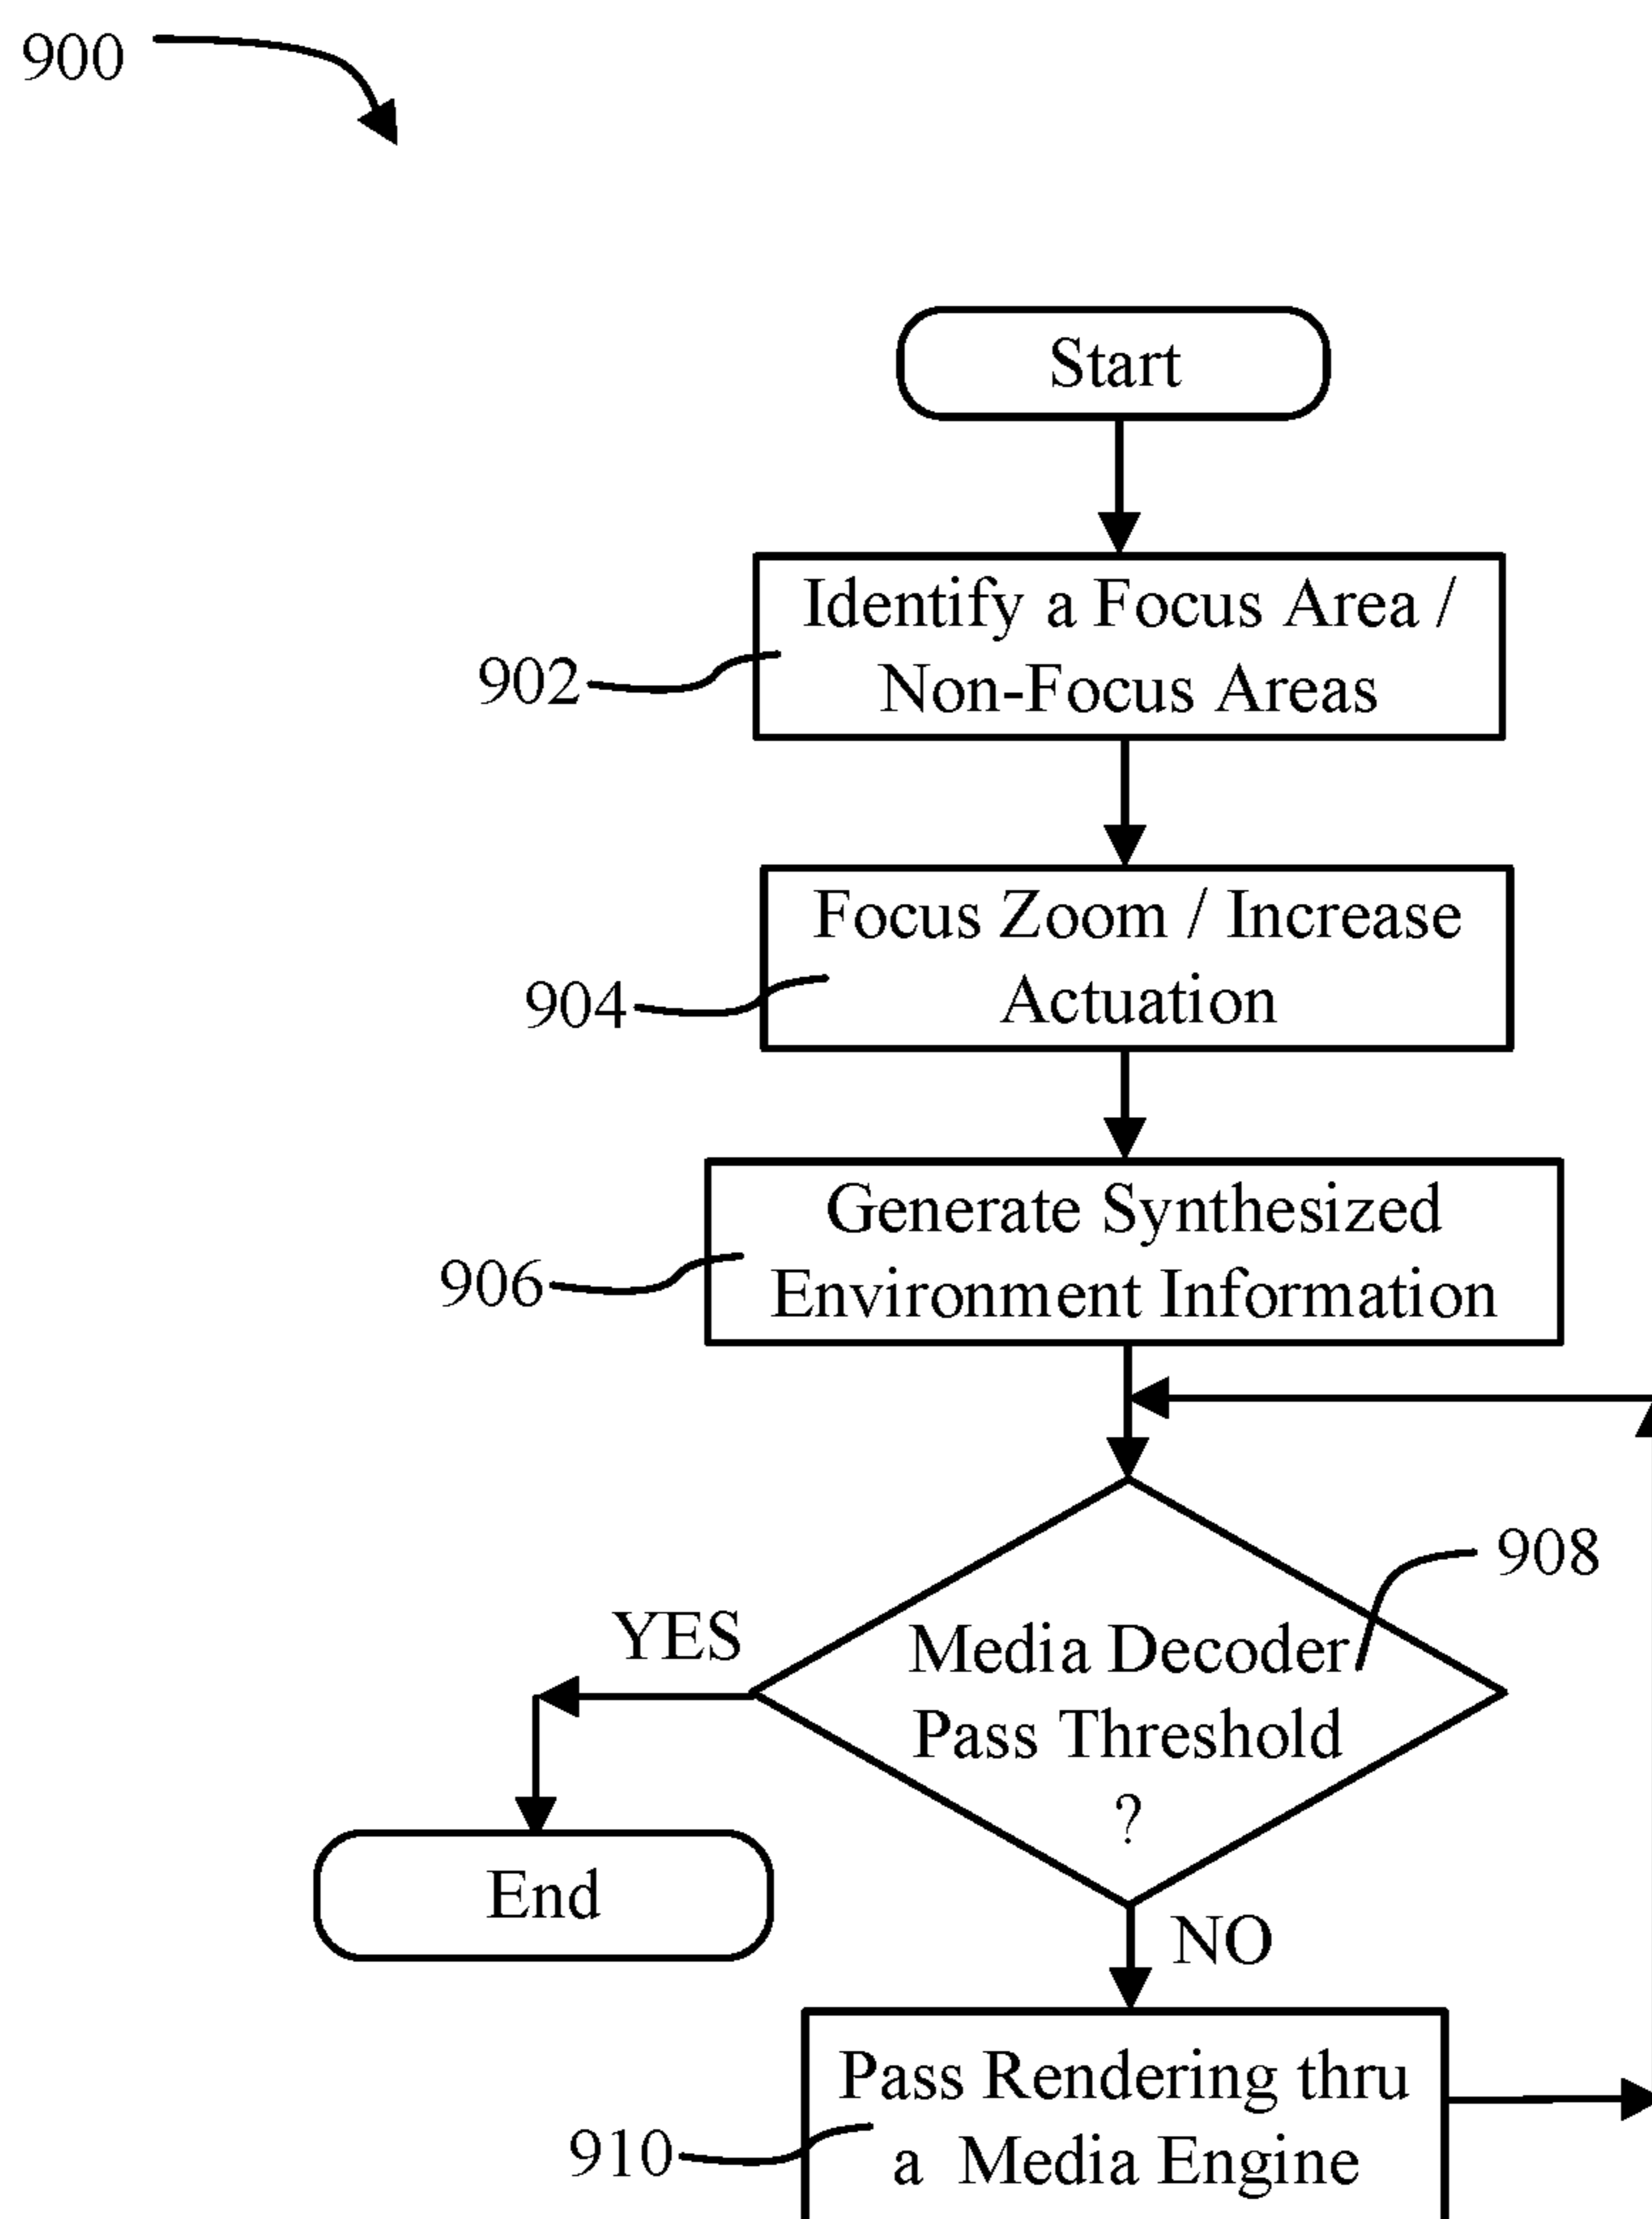 900
Start
Identify a Focus Area /
Non-Focus Areas
902
Focus Zoom / Increase
Actuation
904
Generate Synthesized
Environment Information
906
908
YES
Media Decoder
Pass Threshold
?
End
NO
Pass Rendering thru
a Media Engine
910